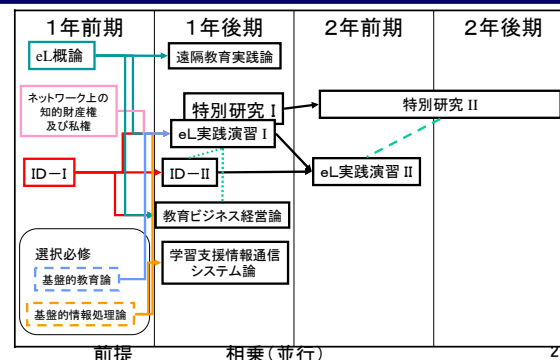 1年前期
1年後期
2年前期
2年後期
eL概論
遠隔教育実践論
ネットワーク上の
知的財産権
及び私権
特別研究 I
特別研究 II
eL実践演習 I
ID－I
ID－II
eL実践演習 II
教育ビジネス経営論
選択必修
基盤的教育論
基盤的情報処理論
学習支援情報通信
システム論
前提
相乗(並行)
2